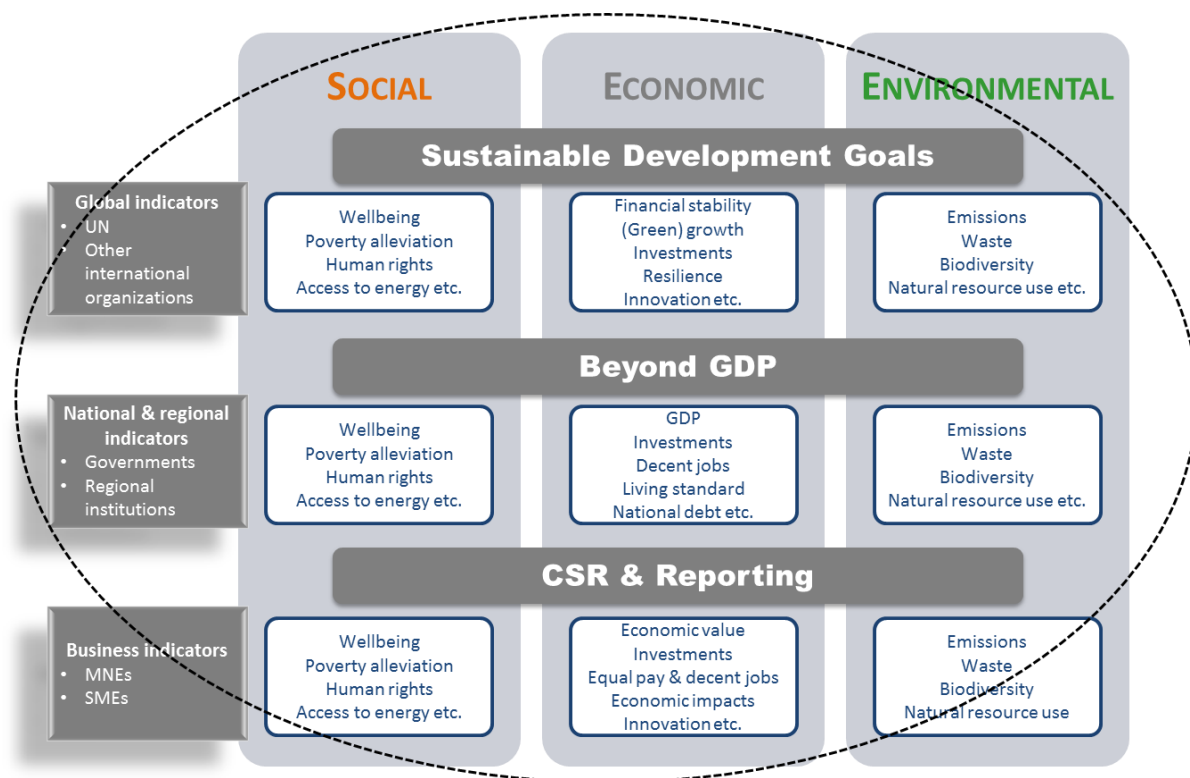 SOCIAL
ECONOMIC
ENVIRONMENTAL
Sustainable Development Goals
Global indicators
• UN
• Other
international
organizations
Wellbeing
Poverty alleviation
Human rights
Access to energy etc.
Financial stability
(Green) growth
Investments
Resilience
Innovation etc.
Emissions
Waste
Biodiversity
Natural resource use etc.
Beyond GDP
National & regional
indicators
• Governments
• Regional
institutions
Wellbeing
Poverty alleviation
Human rights
Access to energy etc.
GDP
Investments
Decent jobs
Living standard
National debt etc.
Emissions
Waste
Biodiversity
Natural resource use etc.
CSR & Reporting
Business indicators
• MNEs
• SMEs
Wellbeing
Poverty alleviation
Human rights
Access to energy etc.
Economic value
Investments
Equal pay & decent jobs
Economic impacts
Innovation etc.
Emissions
Waste
Biodiversity
Natural resource use